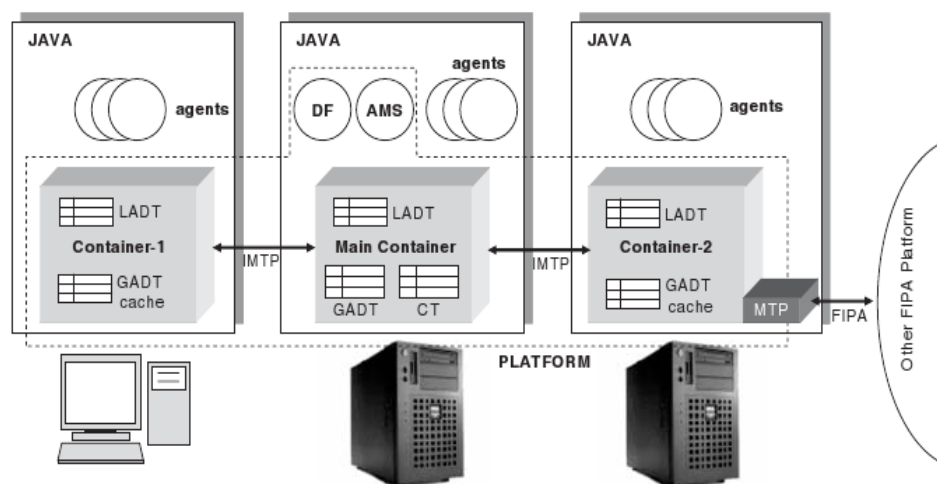 JAVA
agents
LADT
Container-1
GADT
cache
IMTP
JAVA
agents
DF
AMS
LADT
Main Container
GADT
CT
IMTP
JAVA
agents
LADT
Container-2
GADT
cache
MTP
FIPA
Other FIPA Platform
PLATFORM